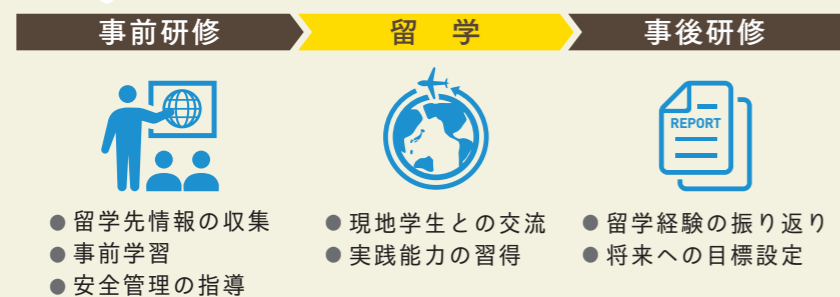 事前研修
留学
事後研修
REPORT
●留学先情報の収集
●事前学習
●安全管理の指導
●現地学生との交流
●実践能力の習得
●留学経験の振り返り
●将来への目標設定